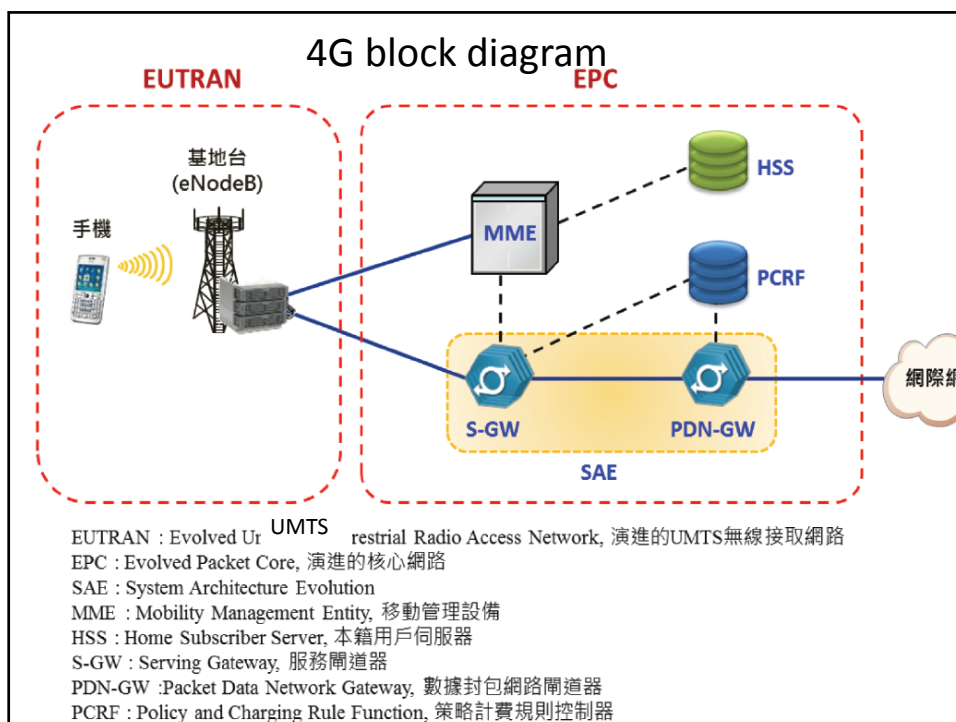 4G block diagram
EUTRAN
EPC
基地台
(eNodeB)
手機
MME
HSS
PCRF
S-GW
PDN-GW
SAE
網際網
EUTRAN : Evolved UMTS restrial Radio Access Network, 演進的UMTS無線接取網路
EPC : Evolved Packet Core, 演進的核心網路
SAE : System Architecture Evolution
MME : Mobility Management Entity, 移動管理設備
HSS : Home Subscriber Server, 本籍用戶伺服器
S-GW : Serving Gateway, 服務閘道器
PDN-GW :Packet Data Network Gateway, 數據封包網路閘道器
PCRF : Policy and Charging Rule Function, 策略計費規則控制器